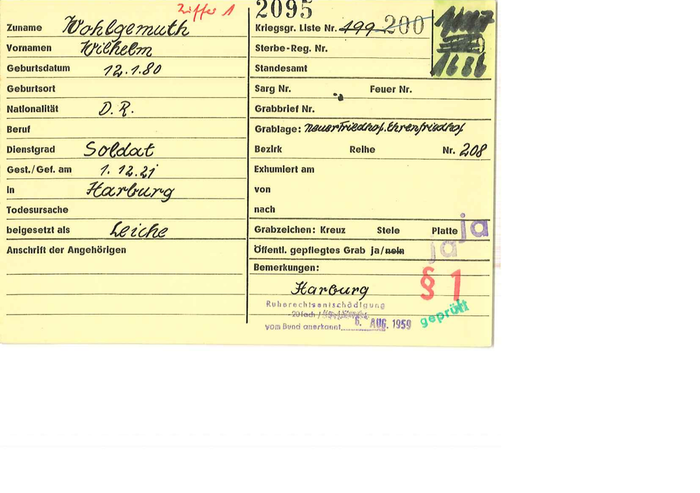 Ziffer 1
2095
Zuname Wohlgemuth
Kriegsgr. Liste Nr. 199 200
Vornamen Wilhelm
Sterbe-Reg. Nr.
1686
Geburtsdatum 12.1.80
Standesamt
Geburtsort
Sarg Nr. Feuer Nr.
Nationalität D.R.
Grabbrief Nr.
Beruf
Grablage: neuer Friedhof, Ehrenfriedhof
Dienstgrad Soldat
Bezirk Reihe Nr. 208
Gest./Gef. am 1. 12. 21
Exhumiert am
in Harburg
von
Todesursache
nach
beigesetzt als Leiche
Grabzeichen: Kreuz Stele Platte
ja
ja
Anschrift der Angehörigen
Öffentl. gepflegtes Grab ja/nein
Bemerkungen:
§ 1
Harburg
Ruherechtsentschädigung
-20fach /
vom Bund anerkannt 6. AUG. 1959
geprüft